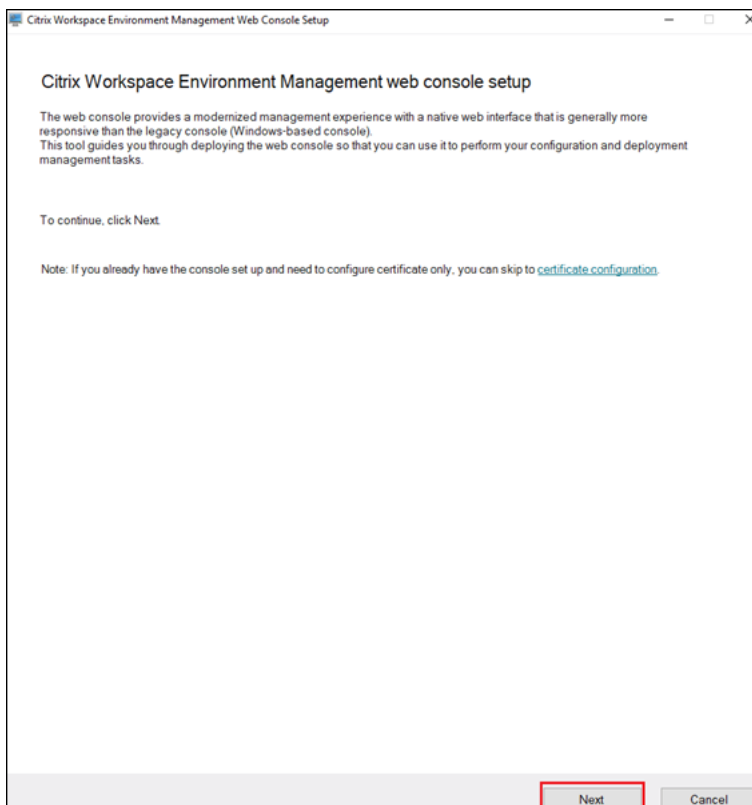 Citrix Workspace Environment Management Web Console Setup
Citrix Workspace Environment Management web console setup
The web console provides a modernized management experience with a native web interface that is generally more
responsive than the legacy console (Windows-based console).
This tool guides you through deploying the web console so that you can use it to perform your configuration and deployment
management tasks.
To continue, click Next.
Note: If you already have the console set up and need to configure certificate only, you can skip to certificate configuration.
Next
Cancel